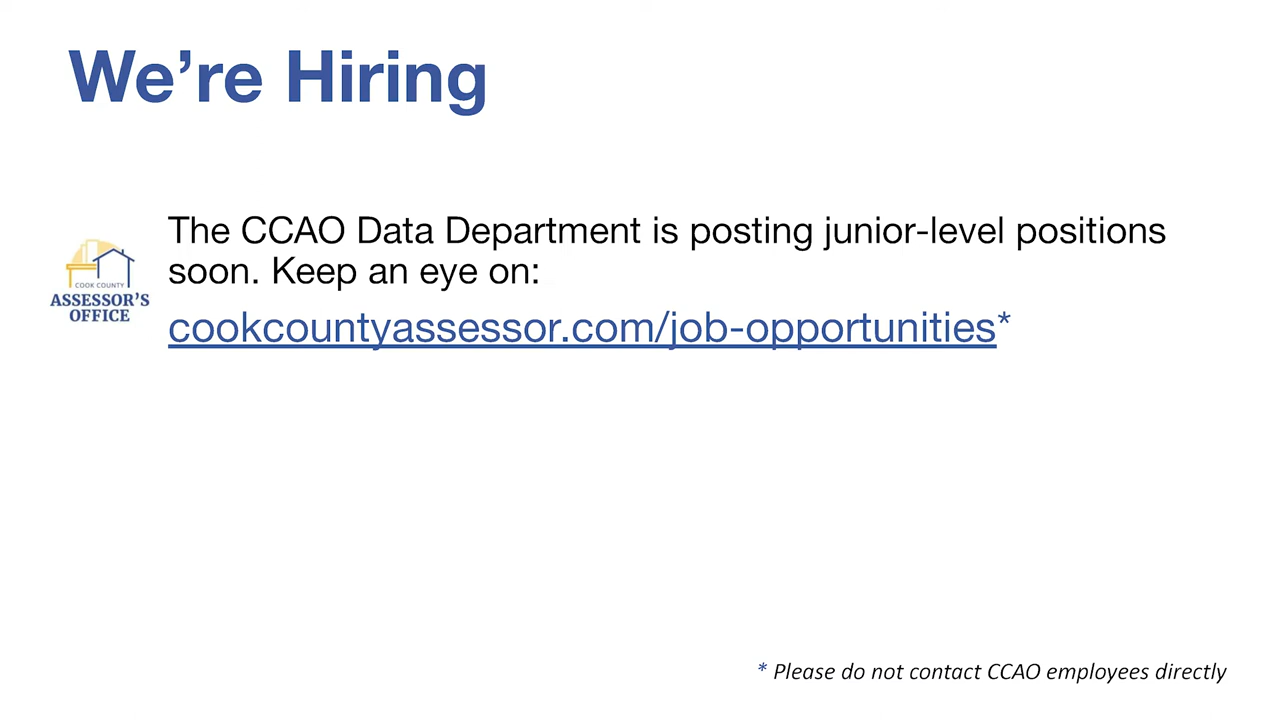 We're Hiring
The CCAO Data Department is posting junior-level positions
soon. Keep an eye on:
COOK COUNTY
ASSESSOR'S
OFFICE
cookcountyassessor.com/job-opportunities*
* Please do not contact CCAO employees directly